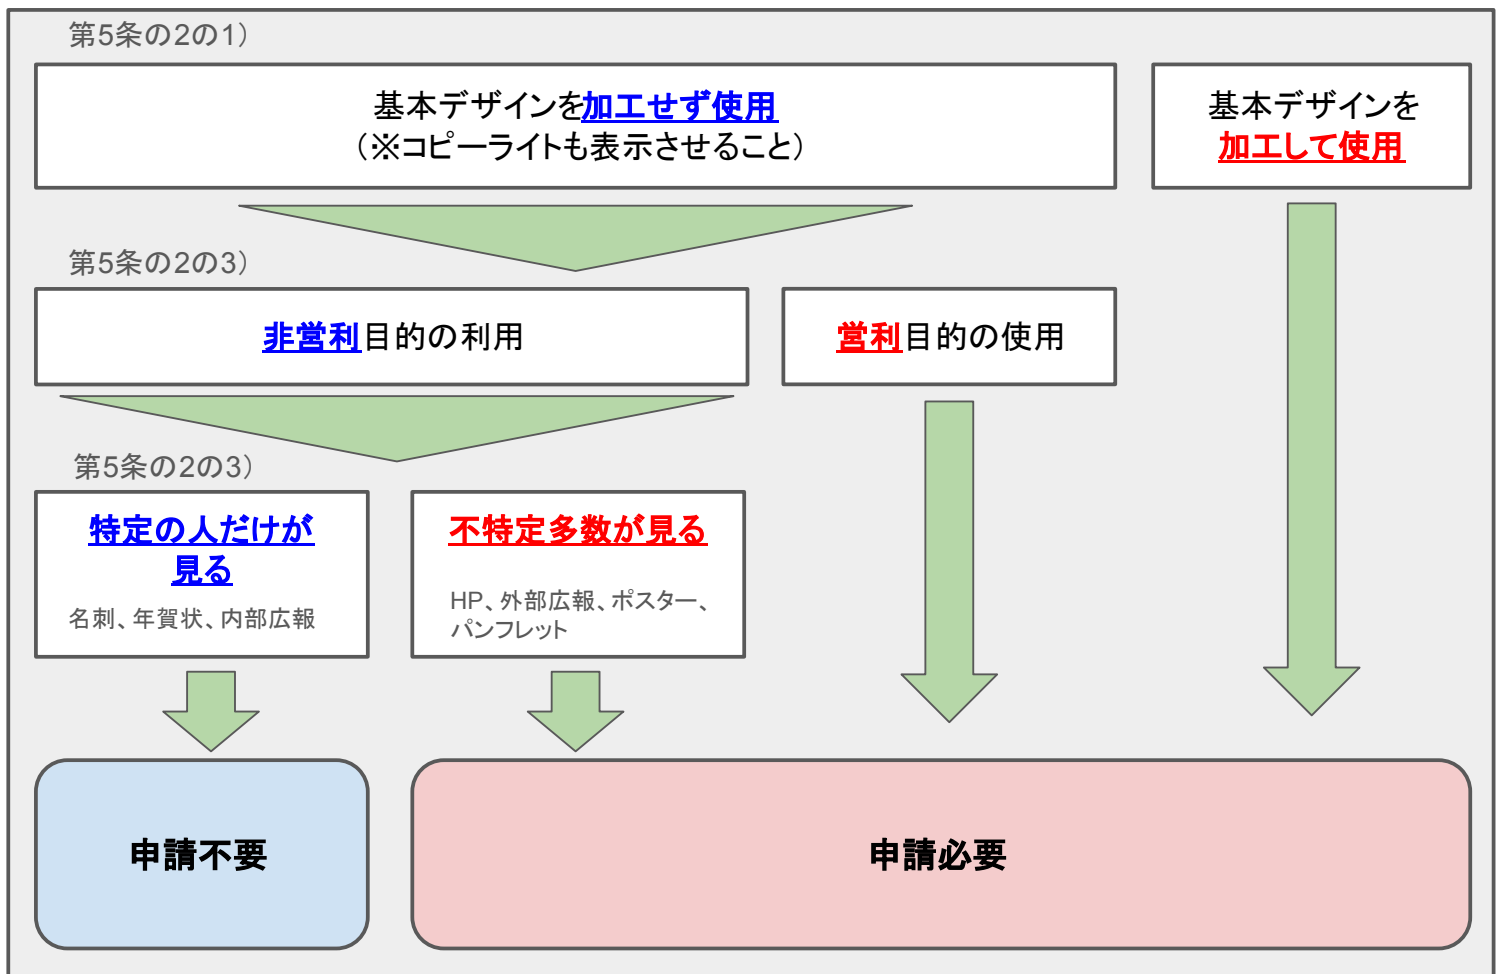 第5条の2の1）
基本デザインを加工せず使用
（※コピーライトも表示させること）
基本デザインを
加工して使用
第5条の2の3）
非営利目的の利用
営利目的の使用
第5条の2の3）
特定の人だけが
見る
名刺、年賀状、内部広報
不特定多数が見る
HP、外部広報、ポスター、
パンフレット
申請不要
申請必要